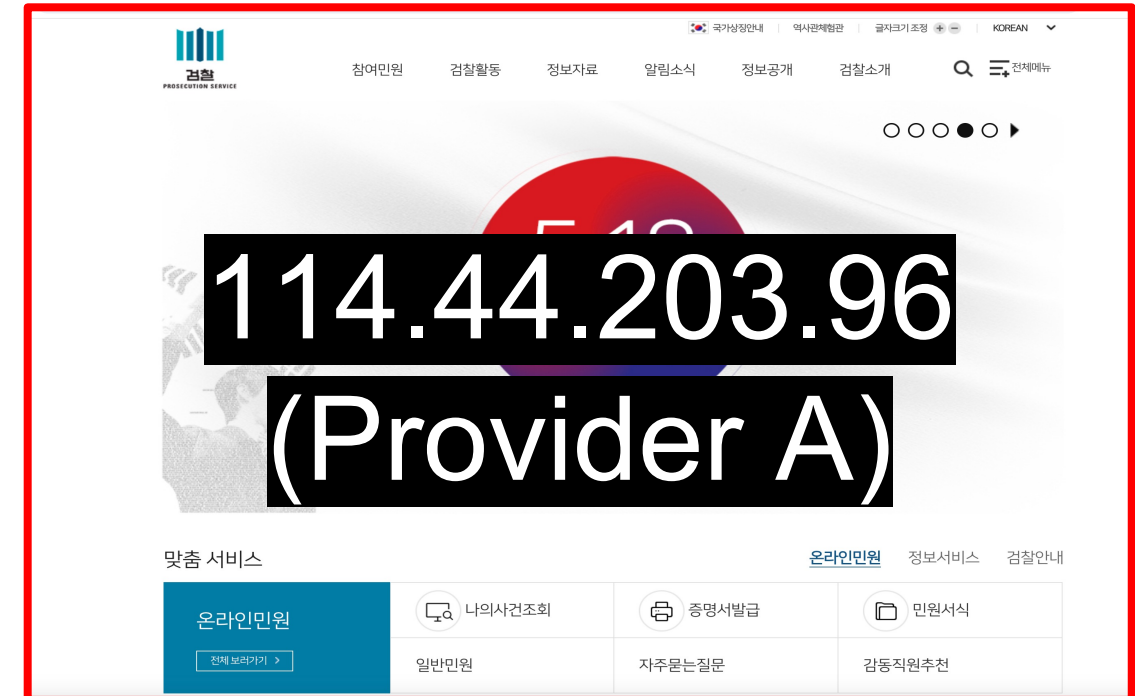 국가상징안내 역사관체험관 글자크기조정 + − KOREAN
검찰
PROSECUTION SERVICE
참여민원 검찰활동 정보자료 알림소식 정보공개 검찰소개 전체메뉴
114.44.203.96
(Provider A)
맞춤 서비스
온라인민원 정보서비스 검찰안내
온라인민원
전체 보러가기 >
나의사건조회 증명서발급 민원서식
일반민원 자주묻는질문 감동직원추천